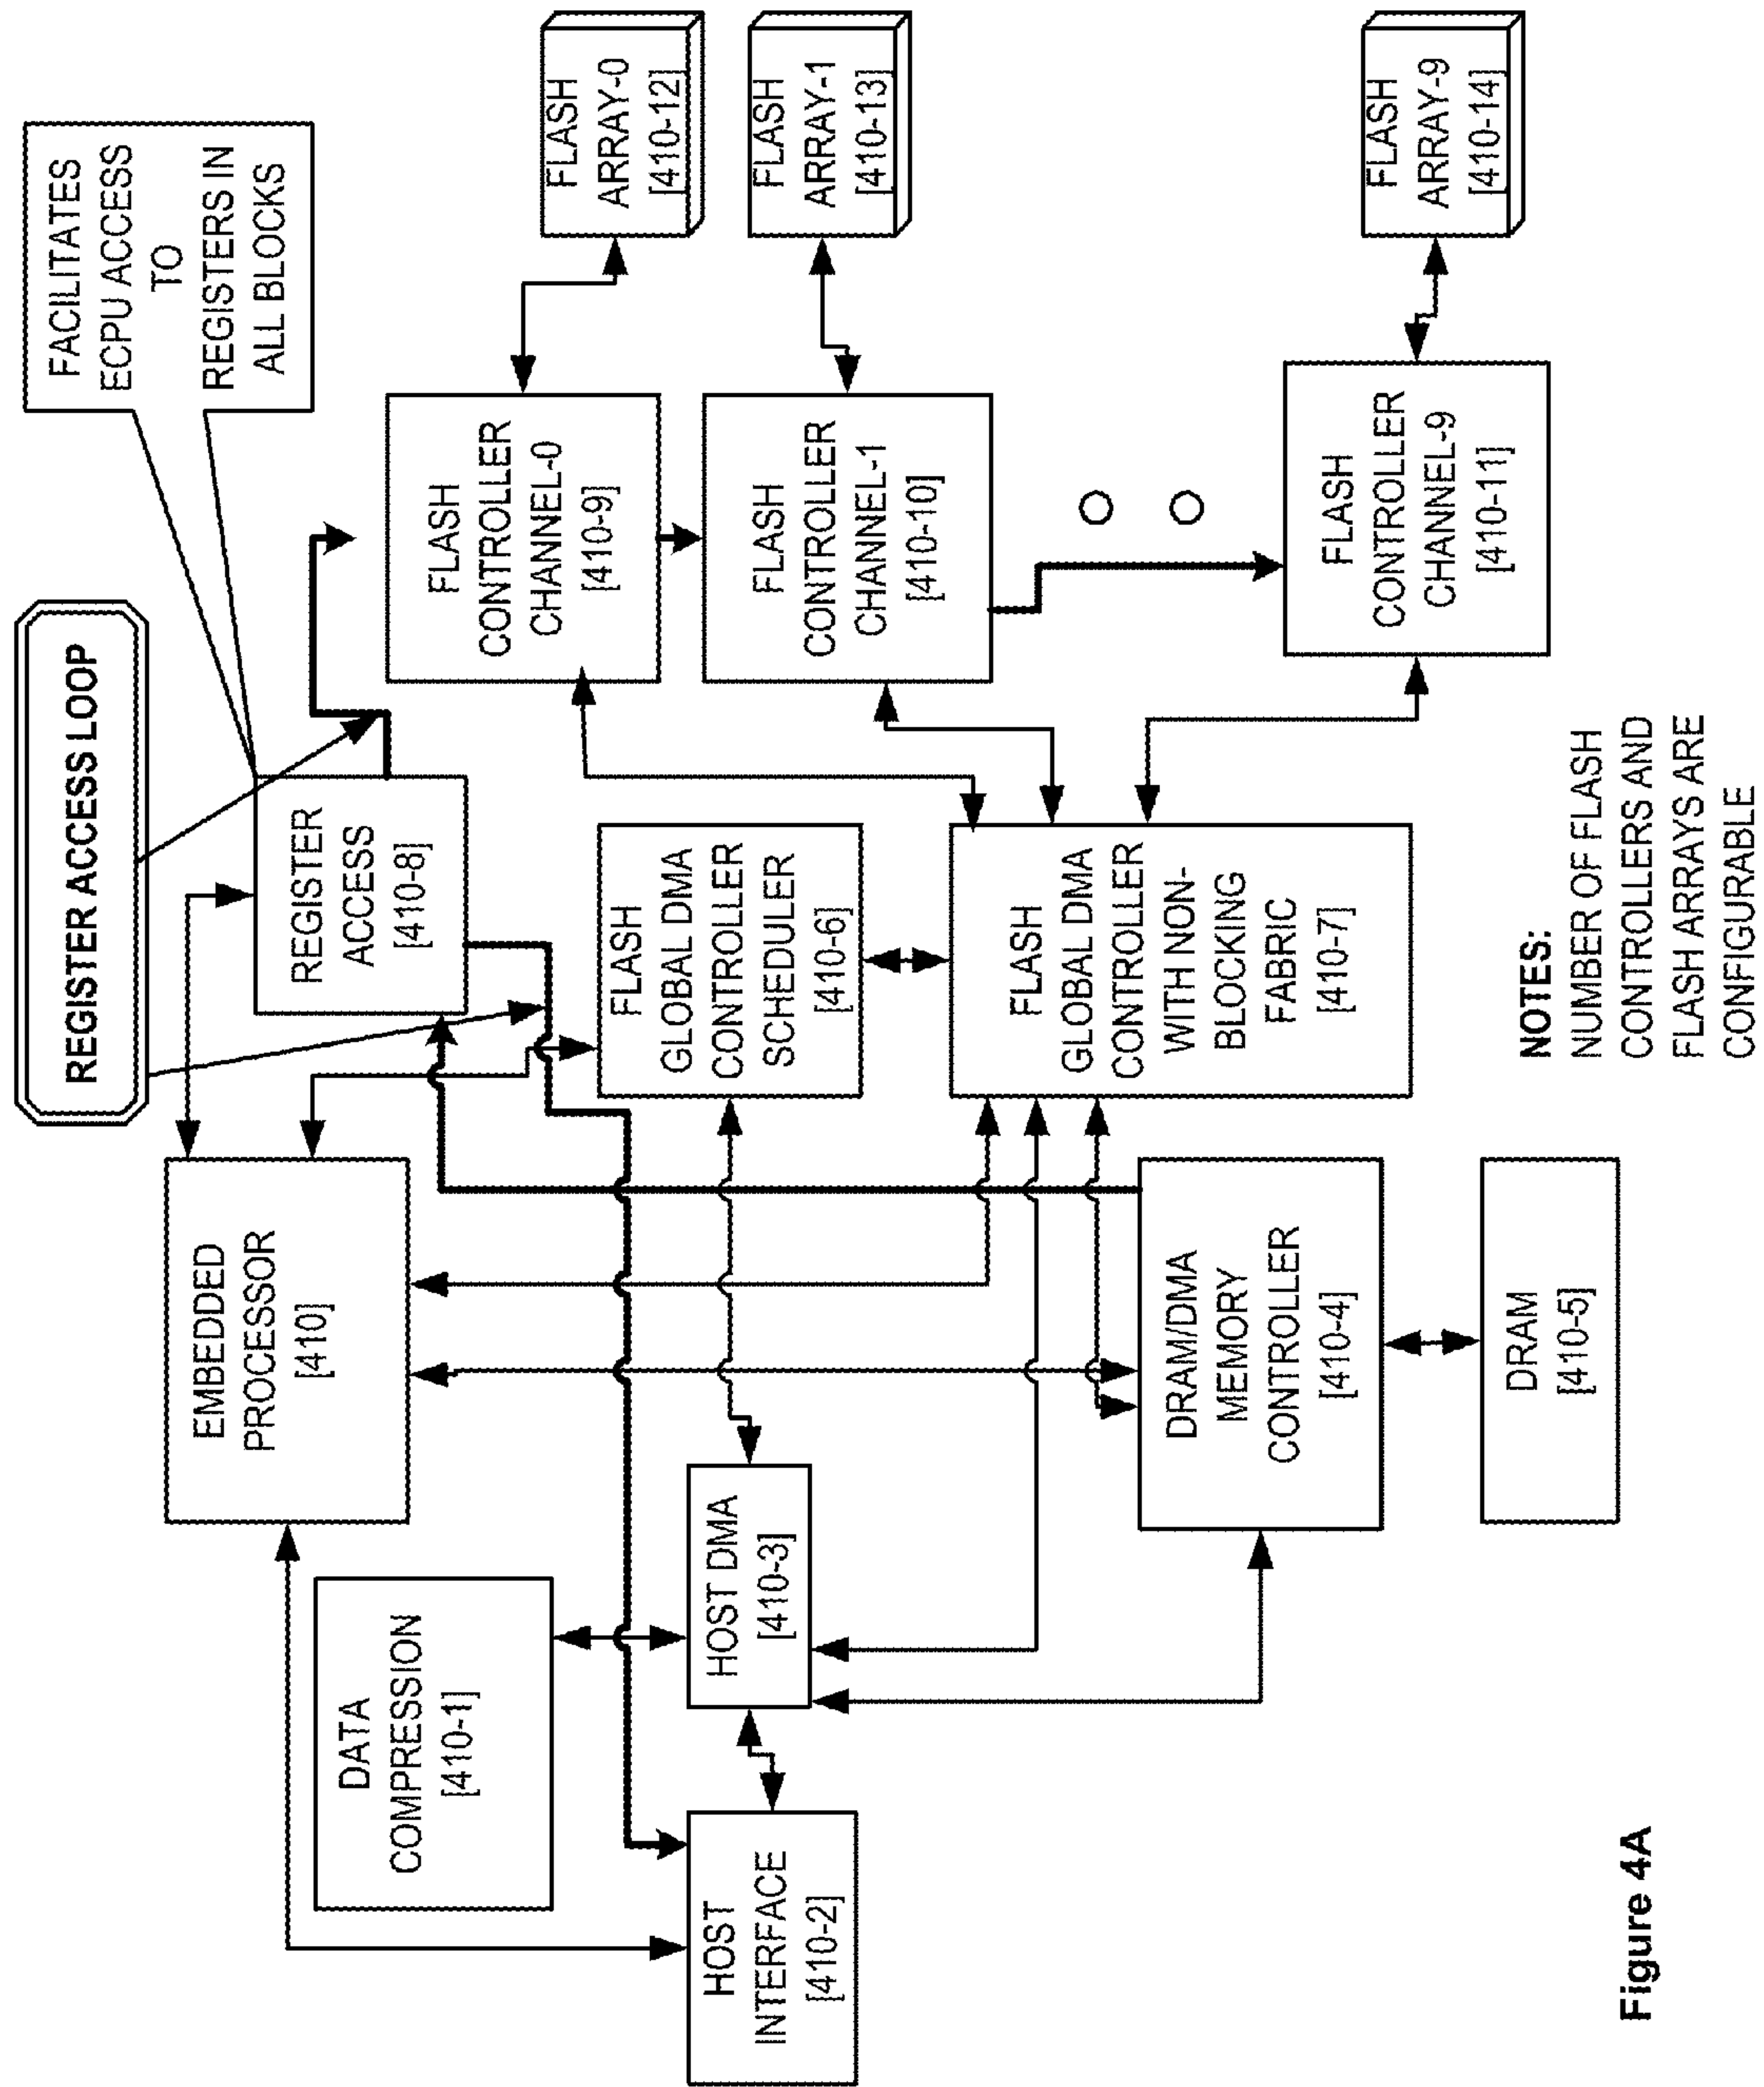 FACILITATES
ECPU ACCESS
TO
REGISTERS IN
ALL BLOCKS
REGISTER ACCESS LOOP
EMBEDDED
PROCESSOR
[410]
REGISTER
ACCESS
[410-8]
DATA
COMPRESSION
[410-1]
HOST
INTERFACE
[410-2]
HOST DMA
[410-3]
FLASH
GLOBAL DMA
CONTROLLER
SCHEDULER
[410-6]
FLASH
GLOBAL DMA
CONTROLLER
WITH NON-
BLOCKING
FABRIC
[410-7]
DRAM/DMA
MEMORY
CONTROLLER
[410-4]
DRAM
[410-5]
FLASH
CONTROLLER
CHANNEL-0
[410-9]
FLASH
CONTROLLER
CHANNEL-1
[410-10]
FLASH
CONTROLLER
CHANNEL-9
[410-11]
FLASH
ARRAY-0
[410-12]
FLASH
ARRAY-1
[410-13]
FLASH
ARRAY-9
[410-14]
NOTES:
NUMBER OF FLASH
CONTROLLERS AND
FLASH ARRAYS ARE
CONFIGURABLE
Figure 4A